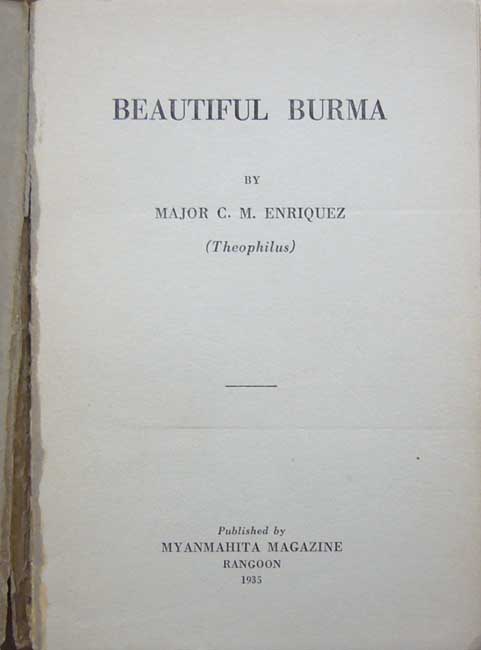 BEAUTIFUL BURMA
BY
MAJOR C. M. ENRIQUEZ
(Theophilus)
Published by
MYANMAHITA MAGAZINE
RANGOON
1935